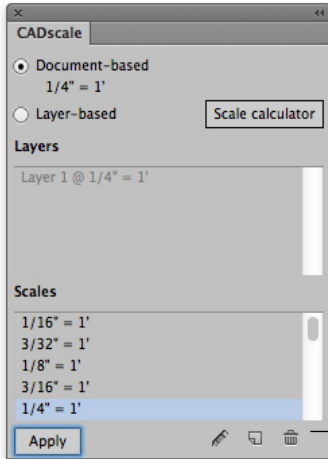 CADscale
Document-based
1/4" = 1'
Layer-based
Scale calculator
Layers
Layer 1 @ 1/4" = 1'
Scales
1/16" = 1'
3/32" = 1'
1/8" = 1'
3/16" = 1'
1/4" = 1'
Apply